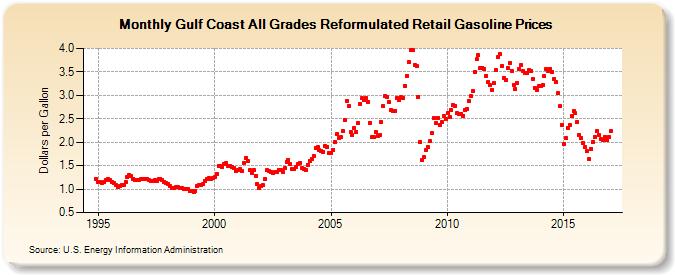 Monthly Gulf Coast All Grades Reformulated Retail Gasoline Prices
Dollars per Gallon
4.0
3.5
3.0
2.5
2.0
1.5
1.0
0.5
1995 2000 2005 2010 2015
Source: U.S. Energy Information Administration